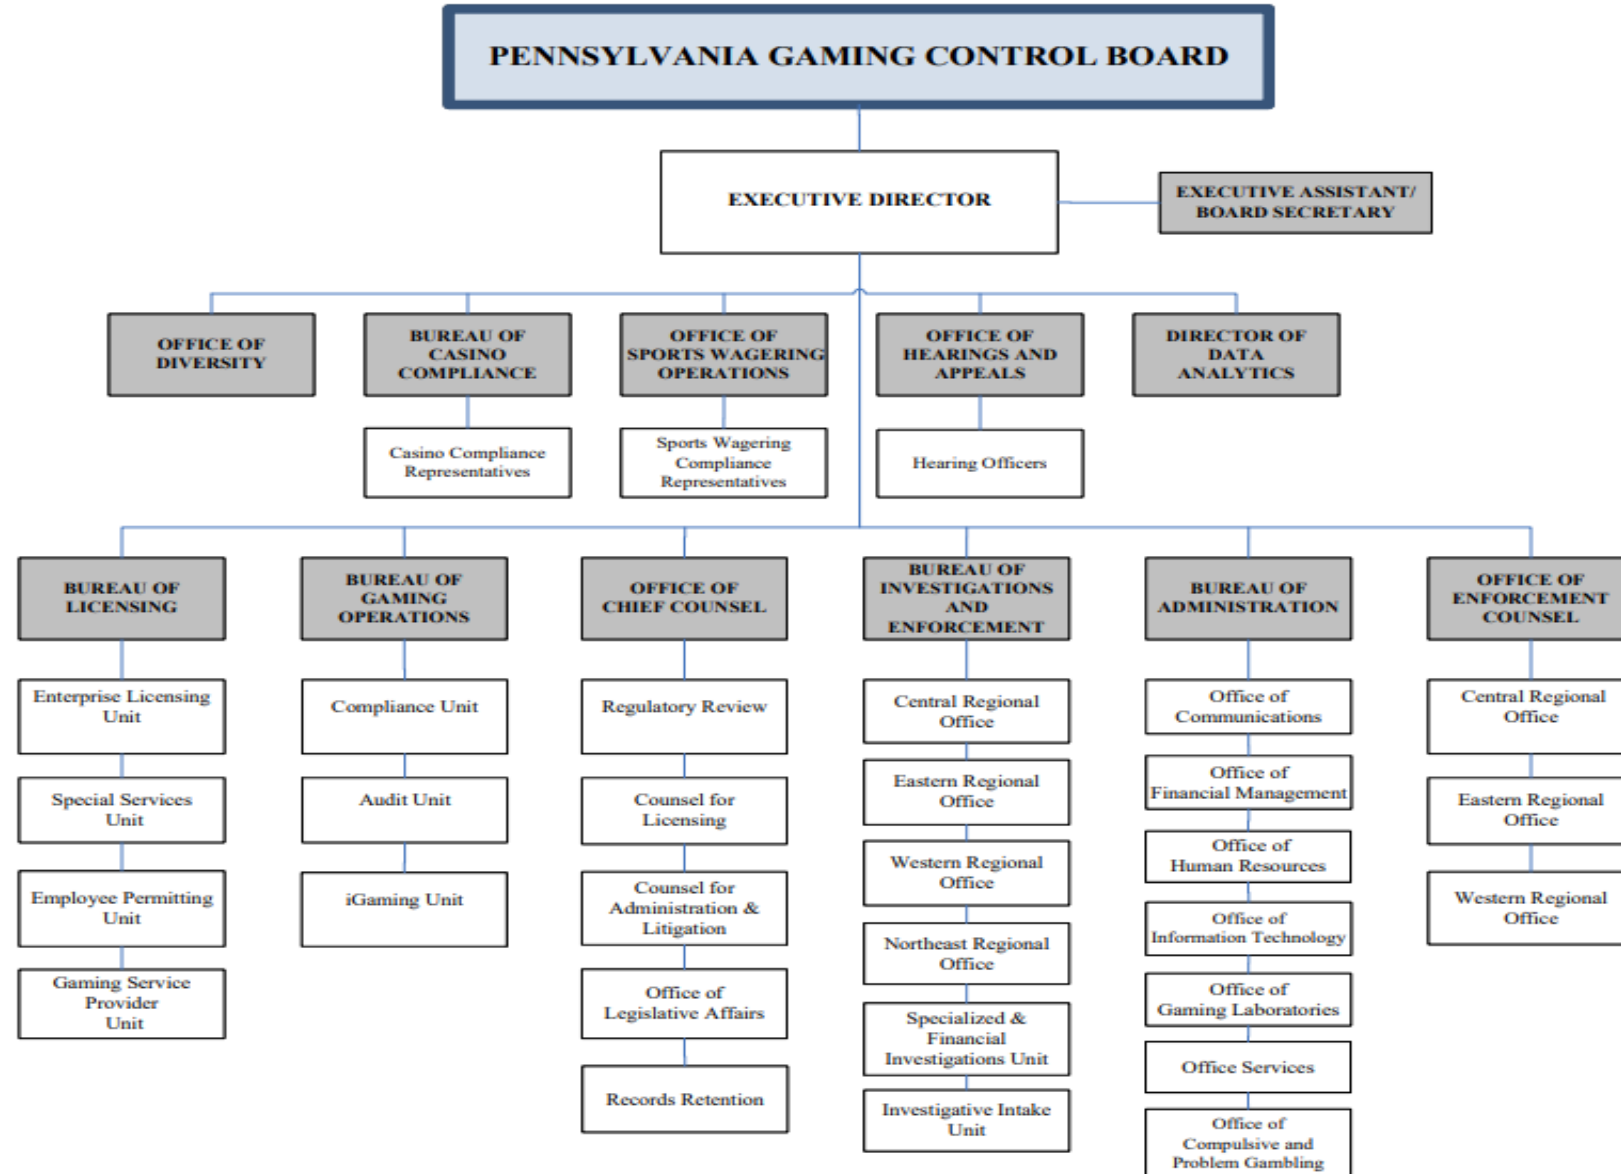 PENNSYLVANIA GAMING CONTROL BOARD
EXECUTIVE DIRECTOR
EXECUTIVE ASSISTANT/
BOARD SECRETARY
OFFICE OF
DIVERSITY
BUREAU OF
CASINO
COMPLIANCE
OFFICE OF
SPORTS WAGERING
OPERATIONS
OFFICE OF
HEARINGS AND
APPEALS
DIRECTOR OF
DATA
ANALYTICS
Casino Compliance
Representatives
Sports Wagering
Compliance
Representatives
Hearing Officers
BUREAU OF
LICENSING
Enterprise Licensing
Unit
Special Services
Unit
Employee Permitting
Unit
Gaming Service
Provider
Unit
BUREAU OF
GAMING
OPERATIONS
Compliance Unit
Audit Unit
iGaming Unit
OFFICE OF
CHIEF COUNSEL
Regulatory Review
Counsel for
Licensing
Counsel for
Administration &
Litigation
Office of
Legislative Affairs
Records Retention
BUREAU OF
INVESTIGATIONS
AND
ENFORCEMENT
Central Regional
Office
Eastern Regional
Office
Western Regional
Office
Northeast Regional
Office
Specialized &
Financial
Investigations Unit
Investigative Intake
Unit
BUREAU OF
ADMINISTRATION
Office of
Communications
Office of
Financial Management
Office of
Human Resources
Office of
Information Technology
Office of
Gaming Laboratories
Office Services
Office of
Compulsive and
Problem Gambling
OFFICE OF
ENFORCEMENT
COUNSEL
Central Regional
Office
Eastern Regional
Office
Western Regional
Office